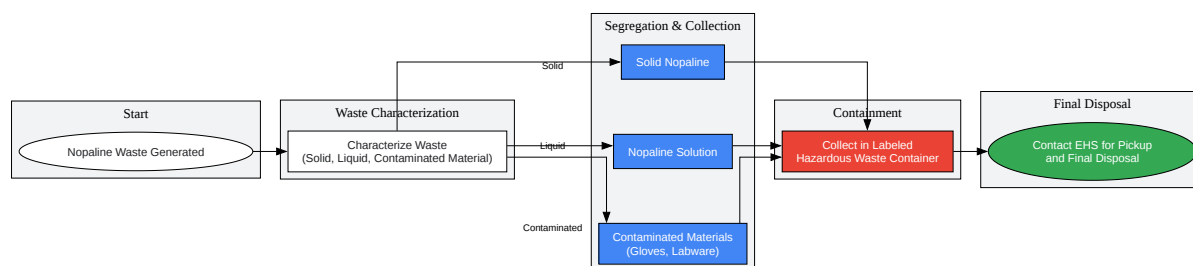 Segregation & Collection
Solid Nopaline
Solid
Start
Waste Characterization
Containment
Final Disposal
Nopaline Waste Generated
Characterize Waste
(Solid, Liquid, Contaminated Material)
Liquid
Nopaline Solution
Collect in Labeled
Hazardous Waste Container
Contact EHS for Pickup
and Final Disposal
Contaminated
Contaminated Materials
(Gloves, Labware)